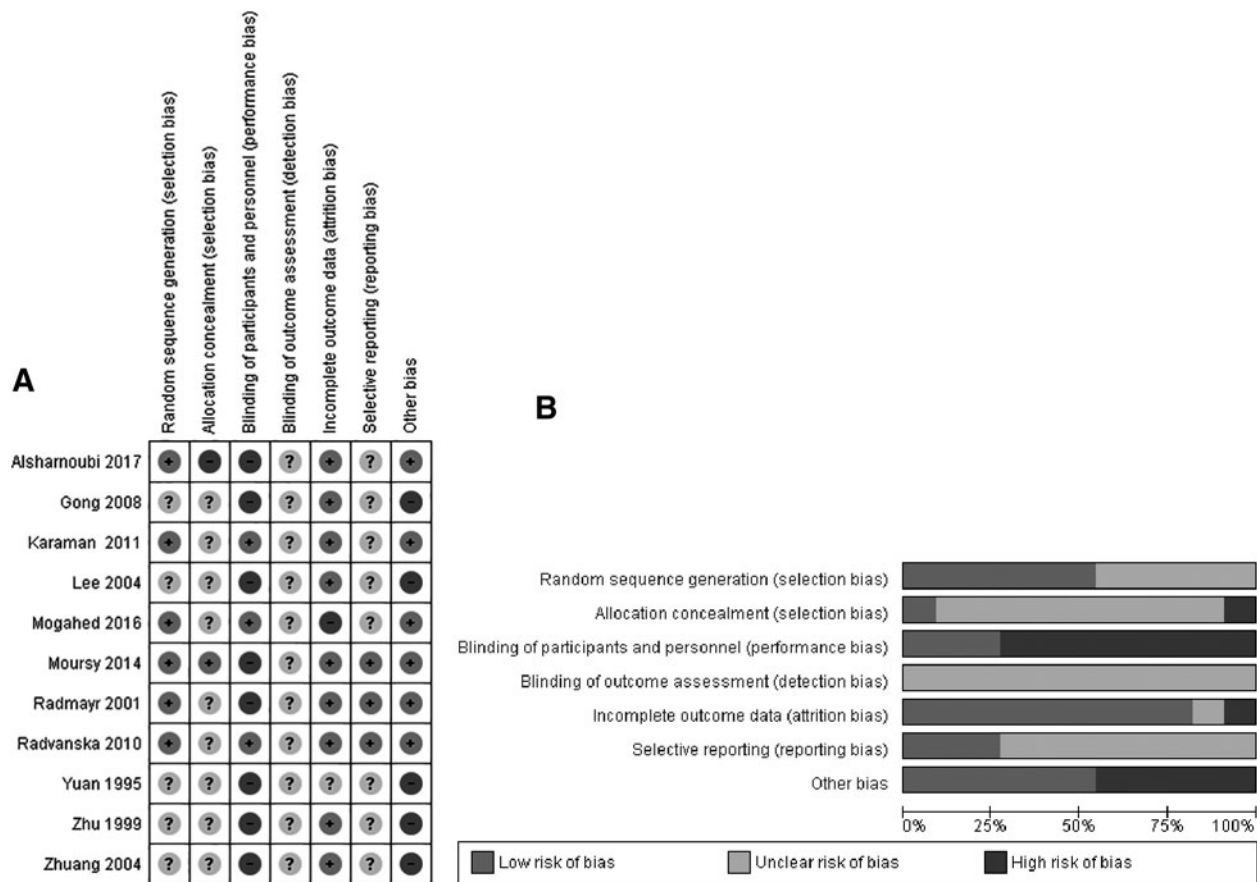 A
Random sequence generation (selection bias)
Allocation concealment (selection bias)
Blinding of participants and personnel (performance bias)
Blinding of outcome assessment (detection bias)
Incomplete outcome data (attrition bias)
Selective reporting (reporting bias)
Other bias
Alsharnoubi 2017 + - - ? + ? +
Gong 2008 ? ? - ? + ? -
Karaman 2011 + ? + ? + ? +
Lee 2004 ? ? - ? + ? -
Mogahed 2016 + ? + ? - ? +
Moursy 2014 + + - ? + + +
Radmayr 2001 + ? - ? + + +
Radvanska 2010 + ? + ? + + +
Yuan 1995 ? ? - ? ? ? -
Zhu 1999 ? ? - ? + ? -
Zhuang 2004 ? ? - ? + ? -
B
Random sequence generation (selection bias)
Allocation concealment (selection bias)
Blinding of participants and personnel (performance bias)
Blinding of outcome assessment (detection bias)
Incomplete outcome data (attrition bias)
Selective reporting (reporting bias)
Other bias
0% 25% 50% 75% 100%
Low risk of bias Unclear risk of bias High risk of bias